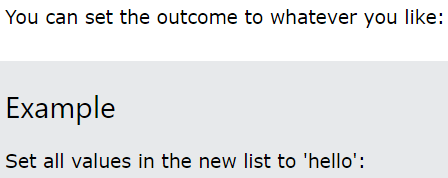 You can set the outcome to whatever you like:
Example
Set all values in the new list to 'hello':